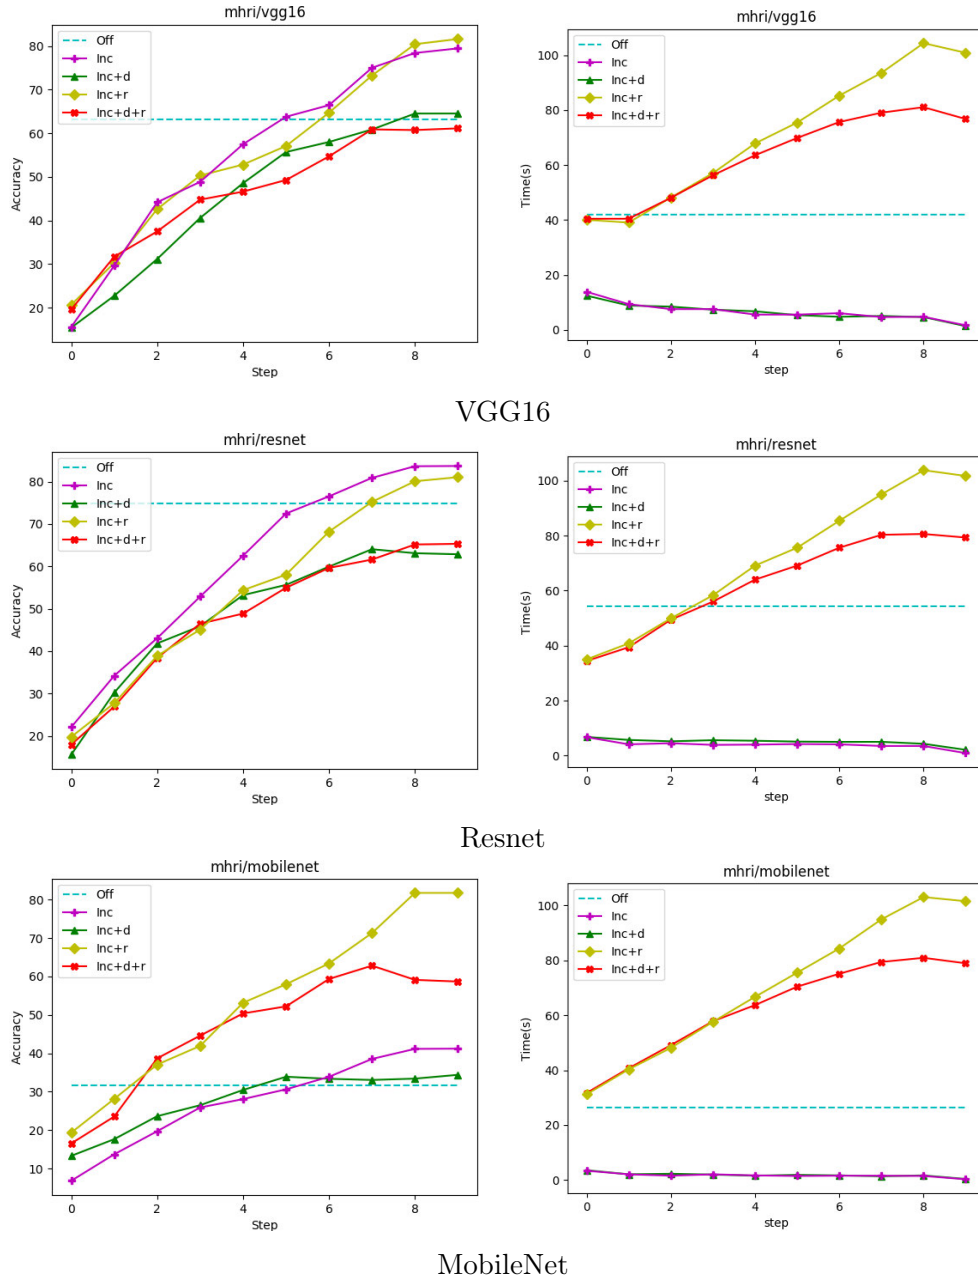 mhri/vgg16
Off
Inc
Inc+d
Inc+r
Inc+d+r
Accuracy
80
70
60
50
40
30
20
0 2 4 6 8
Step
mhri/vgg16
Off
Inc
Inc+d
Inc+r
Inc+d+r
Time(s)
100
80
60
40
20
0
0 2 4 6 8
step
VGG16
mhri/resnet
Off
Inc
Inc+d
Inc+r
Inc+d+r
Accuracy
80
70
60
50
40
30
20
0 2 4 6 8
Step
mhri/resnet
Off
Inc
Inc+d
Inc+r
Inc+d+r
Time(s)
100
80
60
40
20
0
0 2 4 6 8
step
Resnet
mhri/mobilenet
Off
Inc
Inc+d
Inc+r
Inc+d+r
Accuracy
80
70
60
50
40
30
20
10
0 2 4 6 8
Step
mhri/mobilenet
Off
Inc
Inc+d
Inc+r
Inc+d+r
Time(s)
100
80
60
40
20
0
0 2 4 6 8
step
MobileNet